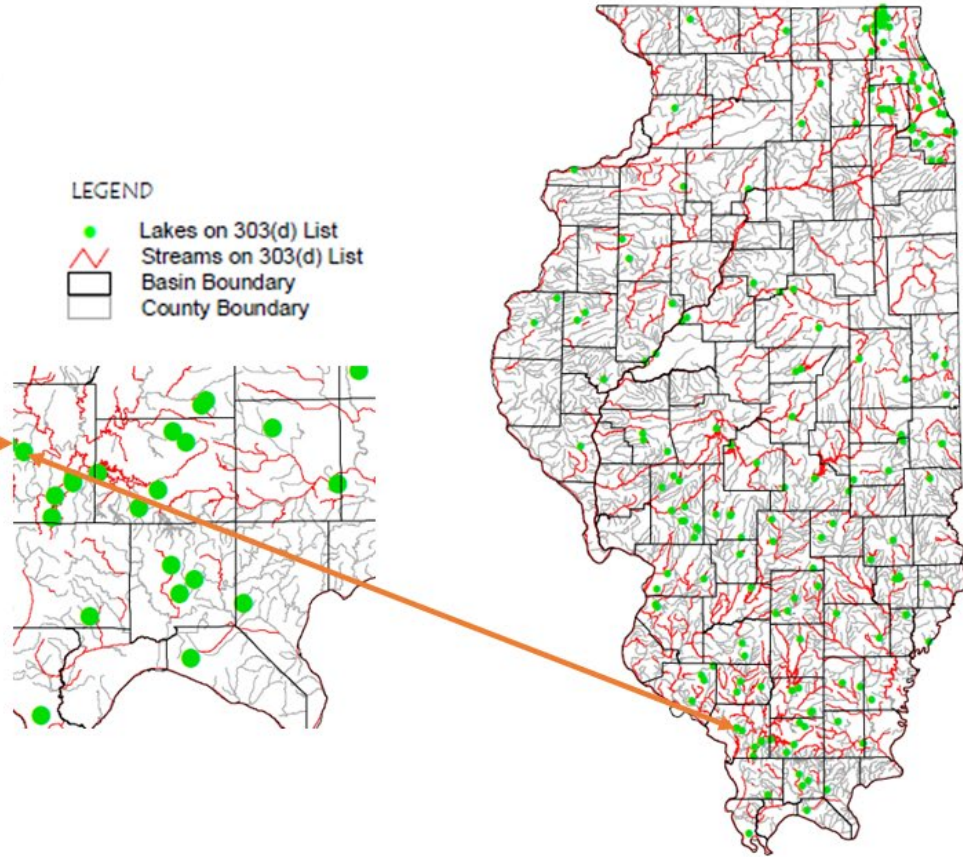 LEGEND
Lakes on 303(d) List
Streams on 303(d) List
Basin Boundary
County Boundary